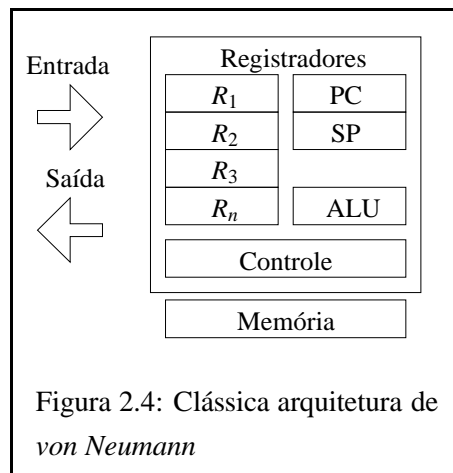 Registradores
Entrada
R1 PC
R2 SP
Saída
R3
Rn ALU
Controle
Memória
Figura 2.4: Clássica arquitetura de
von Neumann